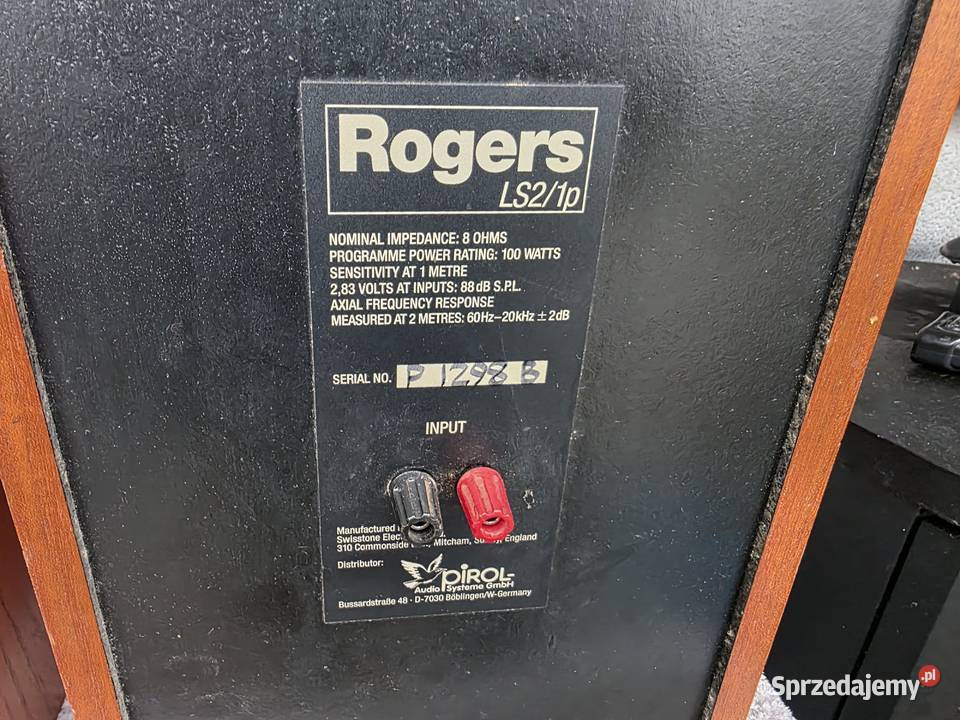 Rogers
LS2/1p
NOMINAL IMPEDANCE: 8 OHMS
PROGRAMME POWER RATING: 100 WATTS
SENSITIVITY AT 1 METRE
2,83 VOLTS AT INPUTS: 88 dB S.P.L.
AXIAL FREQUENCY RESPONSE
MEASURED AT 2 METRES: 60Hz–20kHz ± 2dB
SERIAL NO. P 1298 B
INPUT
Manufactured
Swisstone
310 Commonside Mitcham, England
Distributor:
PIROL-
Audio Systeme GmbH
Bussardstraße 48 · D-7030 Böblingen/W-Germany
Sprzedajemy.pl